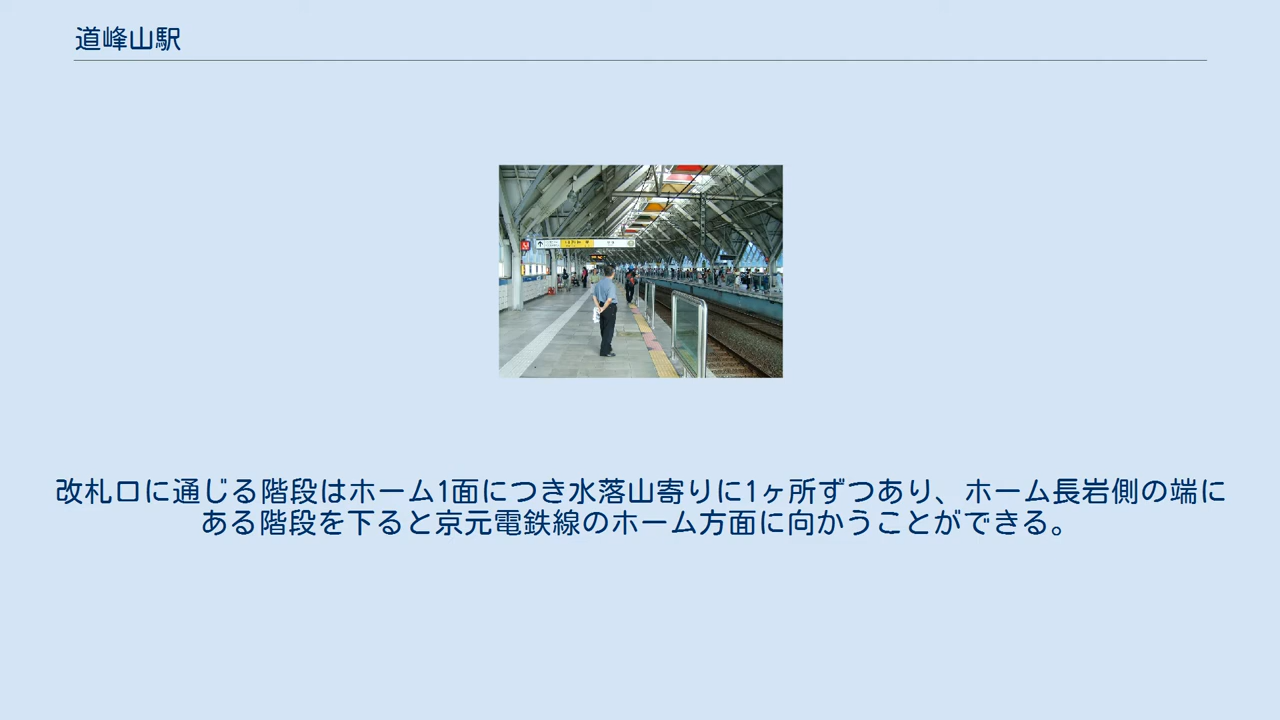 道峰山駅
改札口に通じる階段はホーム1面につき水落山寄りに1ヶ所ずつあり、ホーム長岩側の端に
ある階段を下ると京元電鉄線のホーム方面に向かうことができる。